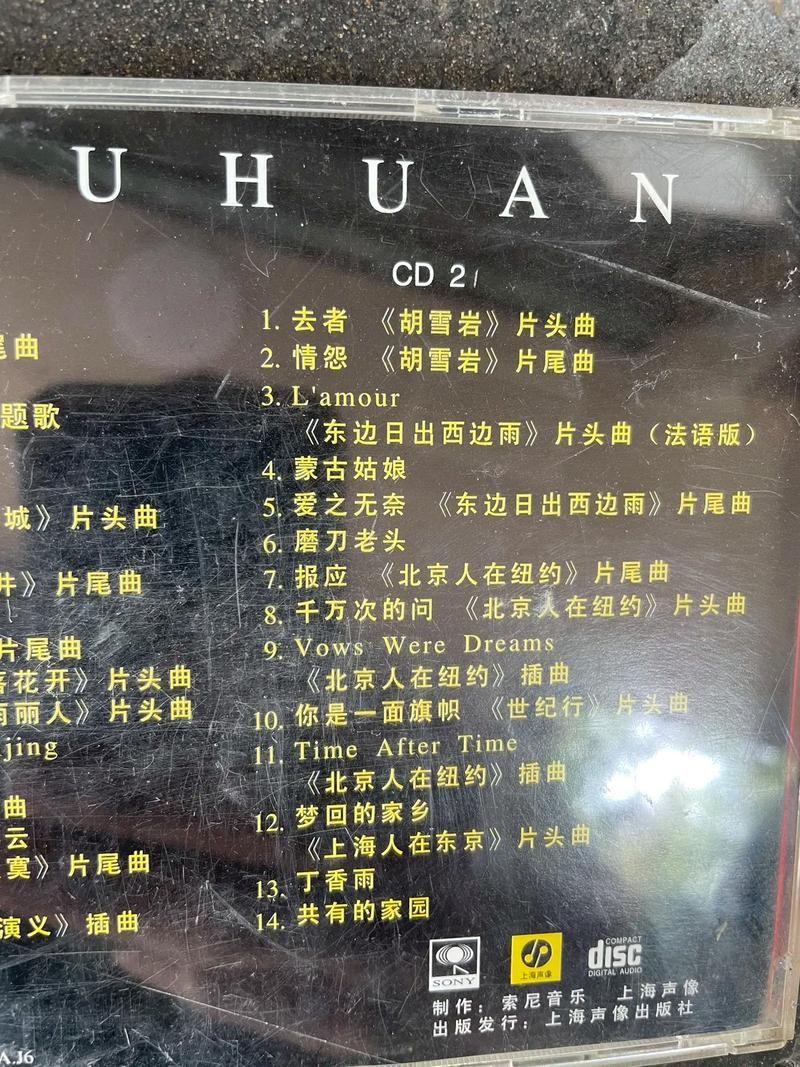 UHUAN
CD 2
尾曲
题歌
城》片头曲
井》片尾曲
片尾曲
落花开》片头曲
雨丽人》片头曲
jing
曲
云
寞》片尾曲
演义》插曲
1. 去者 《胡雪岩》片头曲
2. 情怨 《胡雪岩》片尾曲
3. L'amour
《东边日出西边雨》片头曲（法语版）
4. 蒙古姑娘
5. 爱之无奈 《东边日出西边雨》片尾曲
6. 磨刀老头
7. 报应 《北京人在纽约》片尾曲
8. 千万次的问 《北京人在纽约》片头曲
9. Vows Were Dreams
《北京人在纽约》插曲
10. 你是一面旗帜 《世纪行》片头曲
11. Time After Time
《北京人在纽约》插曲
12. 梦回的家乡
《上海人在东京》片头曲
13. 丁香雨
14. 共有的家园
SONY
上海声像
COMPACT
disc
DIGITAL AUDIO
制作：索尼音乐 上海声像
出版发行：上海声像出版社
A.J6